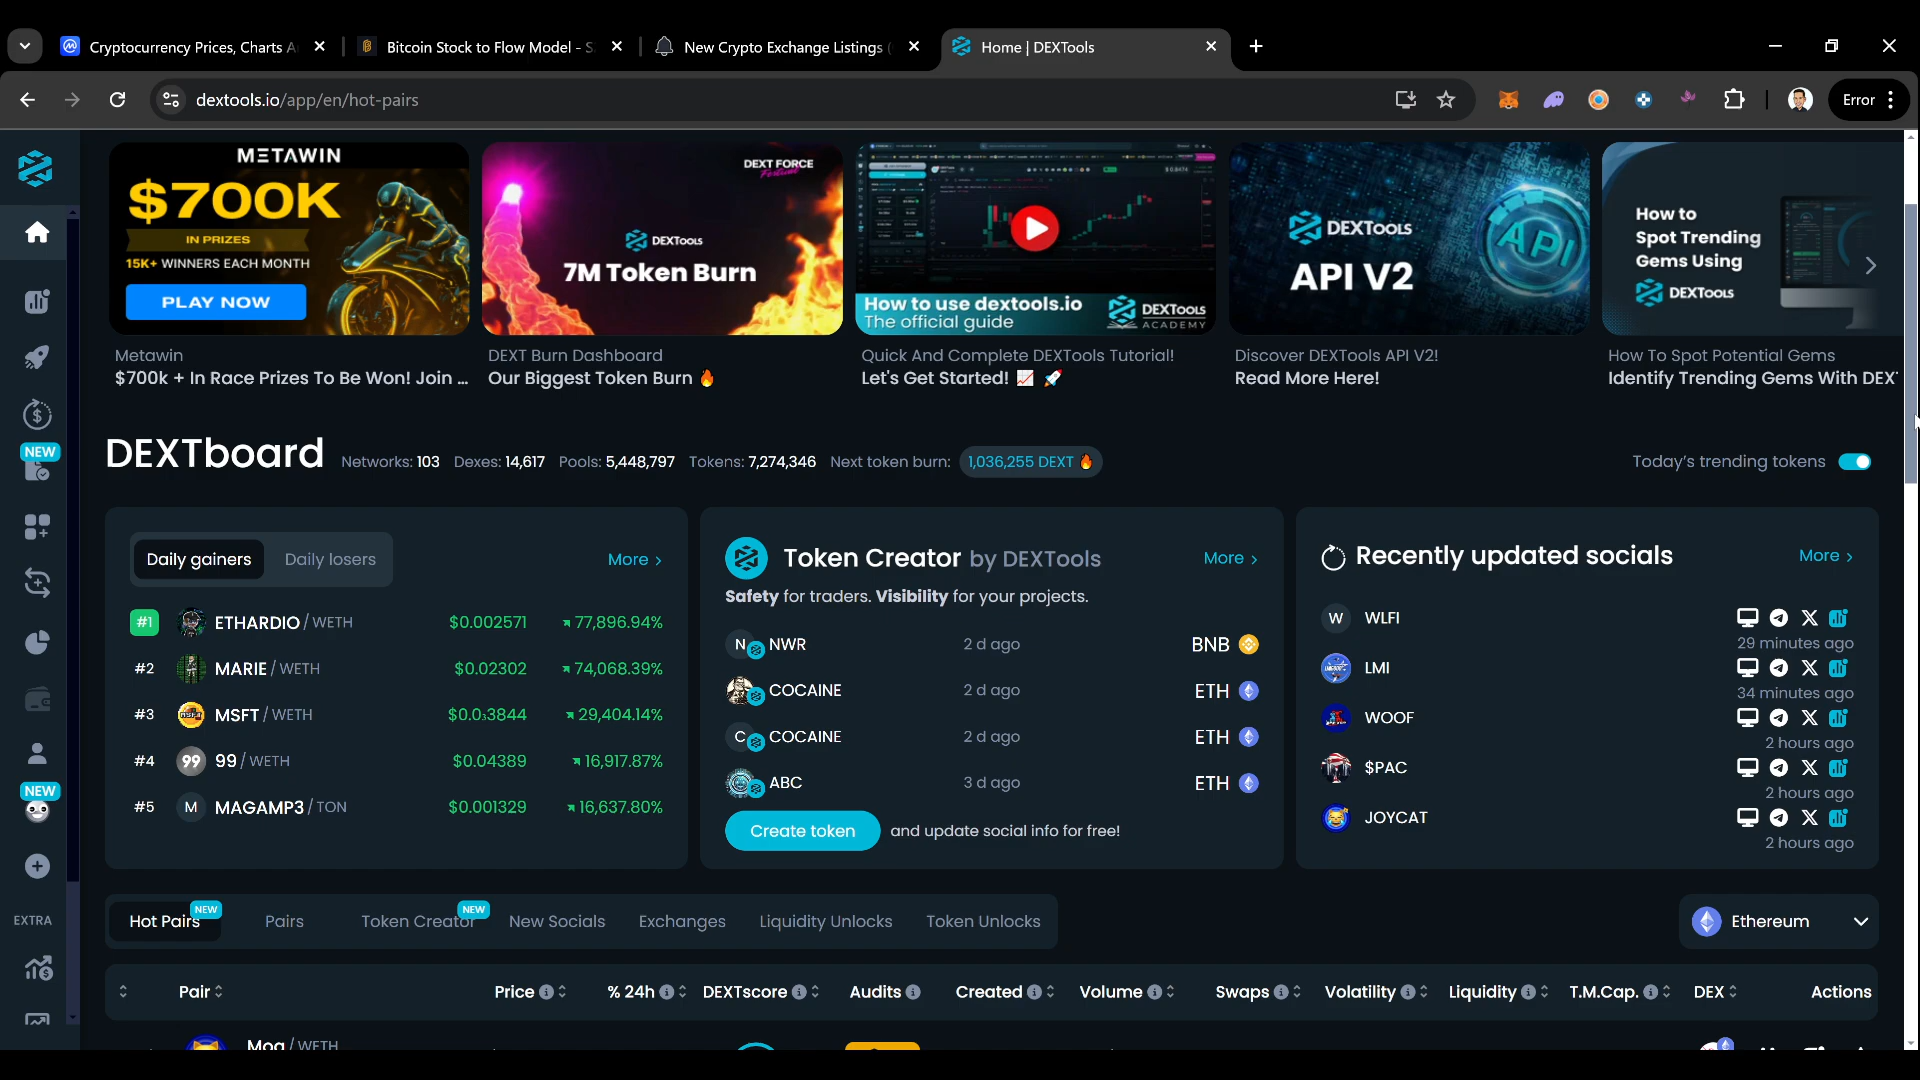 Cryptocurrency Prices, Charts A
Bitcoin Stock to Flow Model - S
New Crypto Exchange Listings (
Home | DEXTools
dextools.io/app/en/hot-pairs
Error
METAWIN
$700K
IN PRIZES
15K+ WINNERS EACH MONTH
PLAY NOW
DEXT FORCE
DEXTools
7M Token Burn
How to use dextools.io
The official guide
DEXTools
ACADEMY
DEXTools
API
API V2
How to
Spot Trending
Gems Using
DEXTools
Metawin
$700k + In Race Prizes To Be Won! Join ...
DEXT Burn Dashboard
Our Biggest Token Burn 🔥
Quick And Complete DEXTools Tutorial!
Let's Get Started! 📈 🚀
Discover DEXTools API V2!
Read More Here!
How To Spot Potential Gems
Identify Trending Gems With DEX
DEXTboard
Networks: 103 Dexes: 14,617 Pools: 5,448,797 Tokens: 7,274,346 Next token burn: 1,036,255 DEXT 🔥
Today's trending tokens
NEW
NEW
EXTRA
Daily gainers Daily losers More >
#1 ETHARDIO / WETH $0.002571 77,896.94%
#2 MARIE / WETH $0.02302 74,068.39%
#3 MSFT / WETH $0.0₃3844 29,404.14%
#4 99 99 / WETH $0.04389 16,917.87%
#5 M MAGAMP3 / TON $0.001329 16,637.80%
Token Creator by DEXTools More >
Safety for traders. Visibility for your projects.
N NWR 2 d ago BNB
COCAINE 2 d ago ETH
C COCAINE 2 d ago ETH
ABC 3 d ago ETH
Create token and update social info for free!
Recently updated socials More >
W WLFI
29 minutes ago
LMI
34 minutes ago
WOOF
2 hours ago
$PAC
2 hours ago
JOYCAT
2 hours ago
Hot Pairs NEW Pairs Token Creator NEW New Socials Exchanges Liquidity Unlocks Token Unlocks
Ethereum
Pair Price % 24h DEXTscore Audits Created Volume Swaps Volatility Liquidity T.M.Cap. DEX Actions
Mog / WETH